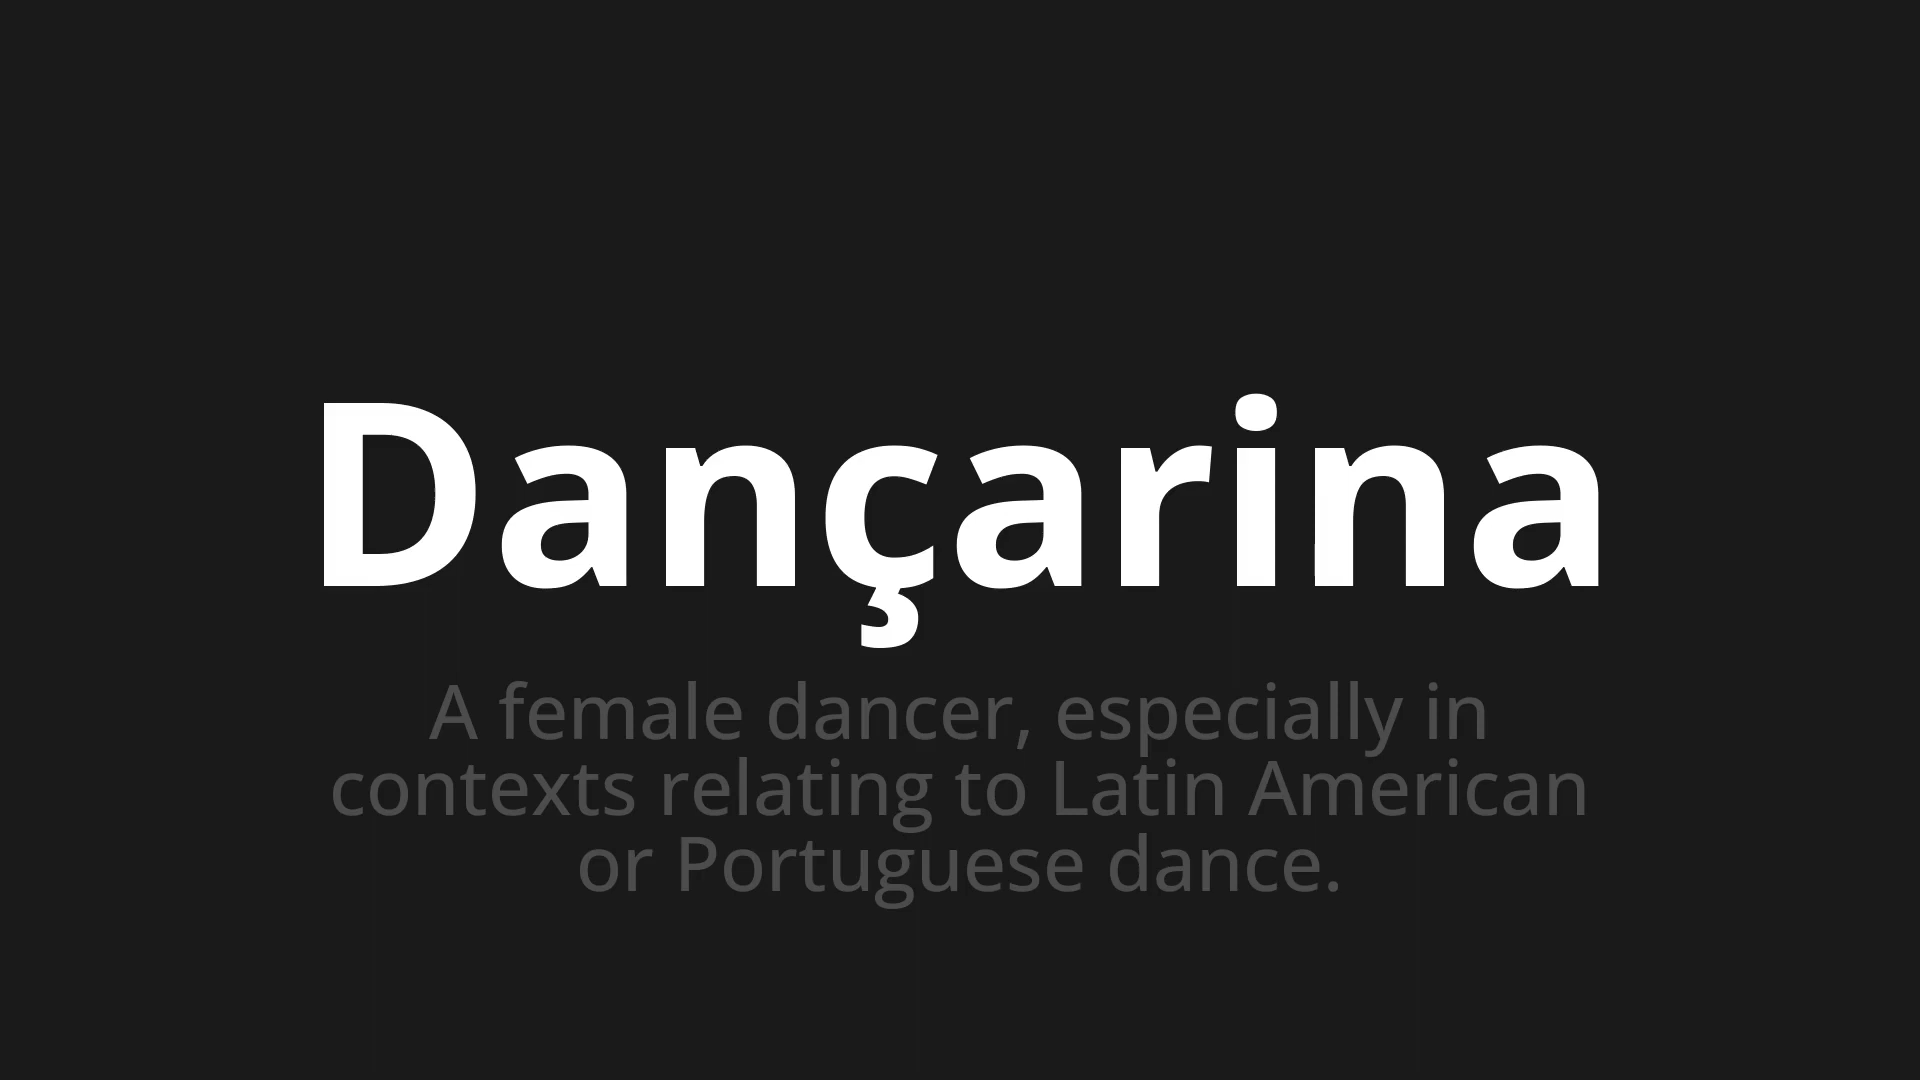 Dançarina
A female dancer, especially in
contexts relating to Latin American
or Portuguese dance.